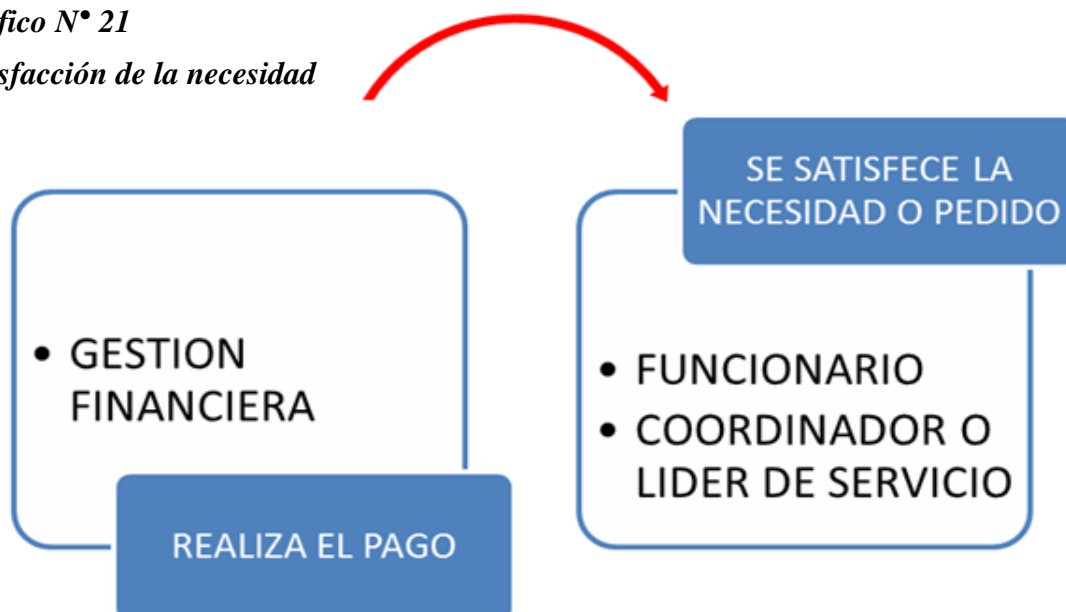 fico N° 21
sfacción de la necesidad
• GESTION
FINANCIERA
REALIZA EL PAGO
SE SATISFECE LA
NECESIDAD O PEDIDO
• FUNCIONARIO
• COORDINADOR O
LIDER DE SERVICIO